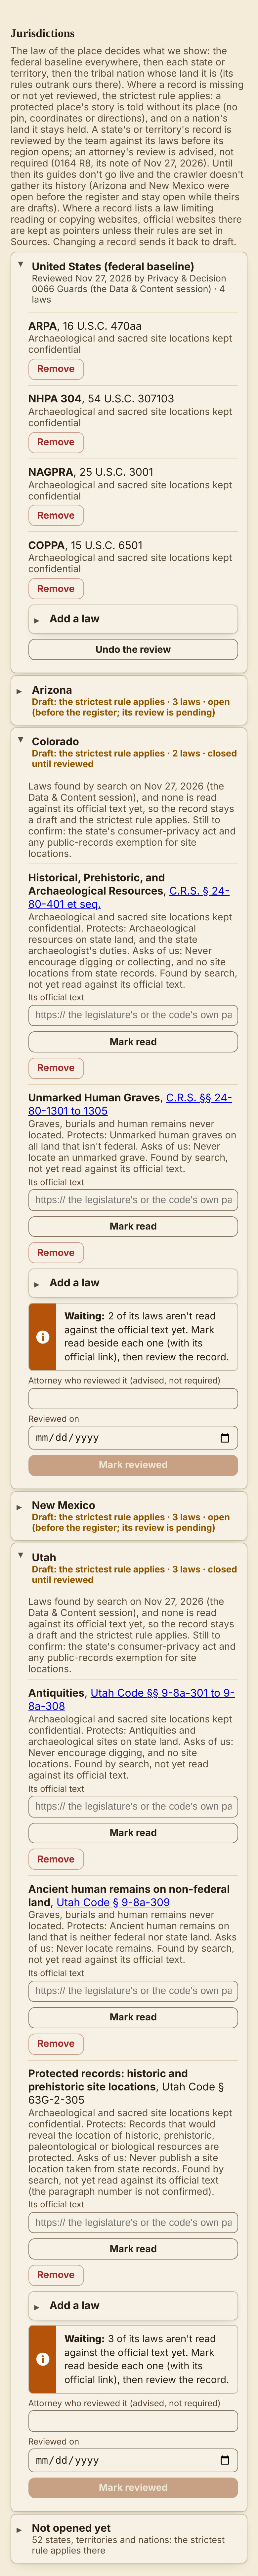 Jurisdictions
The law of the place decides what we show: the
federal baseline everywhere, then each state or
territory, then the tribal nation whose land it is (its
rules outrank ours there). Where a record is missing
or not yet reviewed, the strictest rule applies: a
protected place's story is told without its place (no
pin, coordinates or directions), and on a nation's
land it stays held. A state's or territory's record is
reviewed by the team against its laws before its
region opens; an attorney's review is advised, not
required (0164 R8, its note of Nov 27, 2026). Until
then its guides don't go live and the crawler doesn't
gather its history (Arizona and New Mexico were
open before the register and stay open while theirs
are drafts). Where a record lists a law limiting
reading or copying websites, official websites there
are kept as pointers unless their rules are set in
Sources. Changing a record sends it back to draft.
▼ United States (federal baseline)
Reviewed Nov 27, 2026 by Privacy & Decision
0066 Guards (the Data & Content session) · 4
laws
ARPA, 16 U.S.C. 470aa
Archaeological and sacred site locations kept
confidential
Remove
NHPA 304, 54 U.S.C. 307103
Archaeological and sacred site locations kept
confidential
Remove
NAGPRA, 25 U.S.C. 3001
Archaeological and sacred site locations kept
confidential
Remove
COPPA, 15 U.S.C. 6501
Archaeological and sacred site locations kept
confidential
Remove
▶ Add a law
Undo the review
▶ Arizona
Draft: the strictest rule applies · 3 laws · open
(before the register; its review is pending)
▼ Colorado
Draft: the strictest rule applies · 2 laws · closed
until reviewed
Laws found by search on Nov 27, 2026 (the
Data & Content session), and none is read
against its official text yet, so the record stays
a draft and the strictest rule applies. Still to
confirm: the state's consumer-privacy act and
any public-records exemption for site
locations.
Historical, Prehistoric, and
Archaeological Resources, C.R.S. § 24-
80-401 et seq.
Archaeological and sacred site locations kept
confidential. Protects: Archaeological
resources on state land, and the state
archaeologist's duties. Asks of us: Never
encourage digging or collecting, and no site
locations from state records. Found by search,
not yet read against its official text.
Its official text
https:// the legislature's or the code's own pa
Mark read
Remove
Unmarked Human Graves, C.R.S. §§ 24-
80-1301 to 1305
Graves, burials and human remains never
located. Protects: Unmarked human graves on
all land that isn't federal. Asks of us: Never
locate an unmarked grave. Found by search,
not yet read against its official text.
Its official text
https:// the legislature's or the code's own pa
Mark read
Remove
▶ Add a law
Waiting: 2 of its laws aren't read
against the official text yet. Mark
read beside each one (with its
official link), then review the record.
Attorney who reviewed it (advised, not required)
Reviewed on
mm/dd/yyyy
Mark reviewed
▶ New Mexico
Draft: the strictest rule applies · 3 laws · open
(before the register; its review is pending)
▼ Utah
Draft: the strictest rule applies · 3 laws · closed
until reviewed
Laws found by search on Nov 27, 2026 (the
Data & Content session), and none is read
against its official text yet, so the record stays
a draft and the strictest rule applies. Still to
confirm: the state's consumer-privacy act and
any public-records exemption for site
locations.
Antiquities, Utah Code §§ 9-8a-301 to 9-
8a-308
Archaeological and sacred site locations kept
confidential. Protects: Antiquities and
archaeological sites on state land. Asks of us:
Never encourage digging, and no site
locations. Found by search, not yet read
against its official text.
Its official text
https:// the legislature's or the code's own pa
Mark read
Remove
Ancient human remains on non-federal
land, Utah Code § 9-8a-309
Graves, burials and human remains never
located. Protects: Ancient human remains on
land that is neither federal nor state land. Asks
of us: Never locate remains. Found by search,
not yet read against its official text.
Its official text
https:// the legislature's or the code's own pa
Mark read
Remove
Protected records: historic and
prehistoric site locations, Utah Code §
63G-2-305
Archaeological and sacred site locations kept
confidential. Protects: Records that would
reveal the location of historic, prehistoric,
paleontological or biological resources are
protected. Asks of us: Never publish a site
location taken from state records. Found by
search, not yet read against its official text
(the paragraph number is not confirmed).
Its official text
https:// the legislature's or the code's own pa
Mark read
Remove
▶ Add a law
Waiting: 3 of its laws aren't read
against the official text yet. Mark
read beside each one (with its
official link), then review the record.
Attorney who reviewed it (advised, not required)
Reviewed on
mm/dd/yyyy
Mark reviewed
▶ Not opened yet
52 states, territories and nations: the strictest
rule applies there